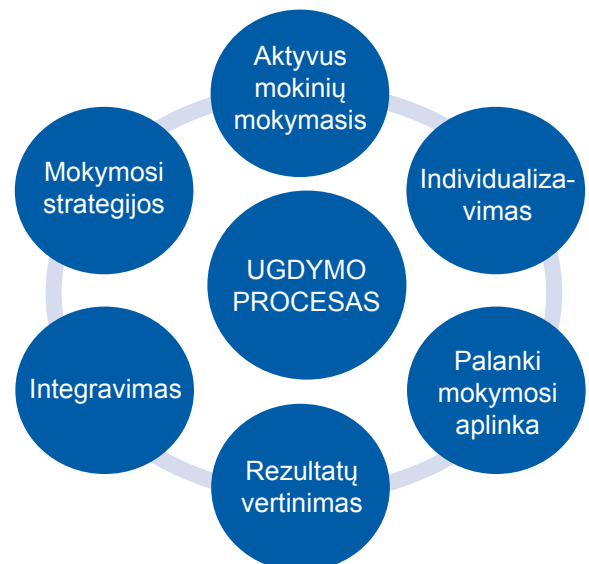 Aktyvus
mokinių
mokymasis
Individualiza-
vimas
Palanki
mokymosi
aplinka
Rezultatų
vertinimas
Integravimas
Mokymosi
strategijos
UGDYMO
PROCESAS